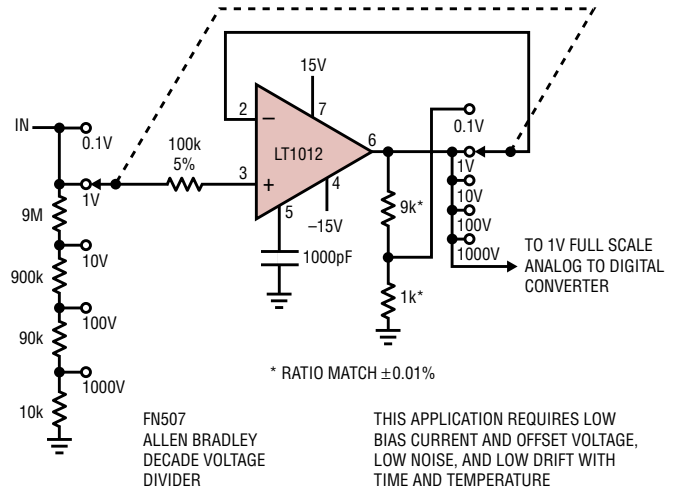 IN
0.1V
1V
9M
10V
900k
100V
90k
1000V
10k
100k
5%
2
3
15V
7
–
LT1012
+
6
4
–15V
5
1000pF
9k*
1k*
0.1V
1V
10V
100V
1000V
TO 1V FULL SCALE
ANALOG TO DIGITAL
CONVERTER
* RATIO MATCH ±0.01%
FN507
ALLEN BRADLEY
DECADE VOLTAGE
DIVIDER
THIS APPLICATION REQUIRES LOW
BIAS CURRENT AND OFFSET VOLTAGE,
LOW NOISE, AND LOW DRIFT WITH
TIME AND TEMPERATURE